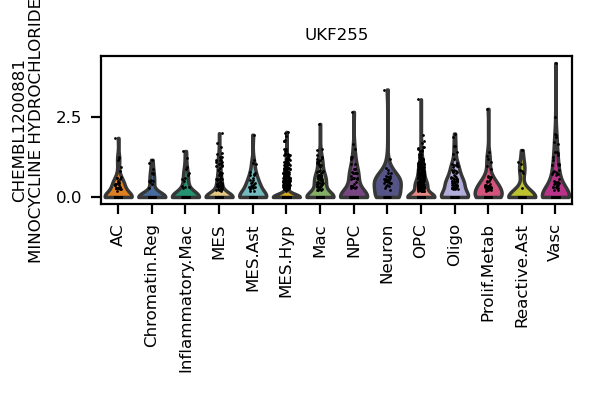 UKF255
CHEMBL1200881
MINOCYCLINE HYDROCHLORIDE
2.5
0.0
AC
Chromatin.Reg
Inflammatory.Mac
MES
MES.Ast
MES.Hyp
Mac
NPC
Neuron
OPC
Oligo
Prolif.Metab
Reactive.Ast
Vasc